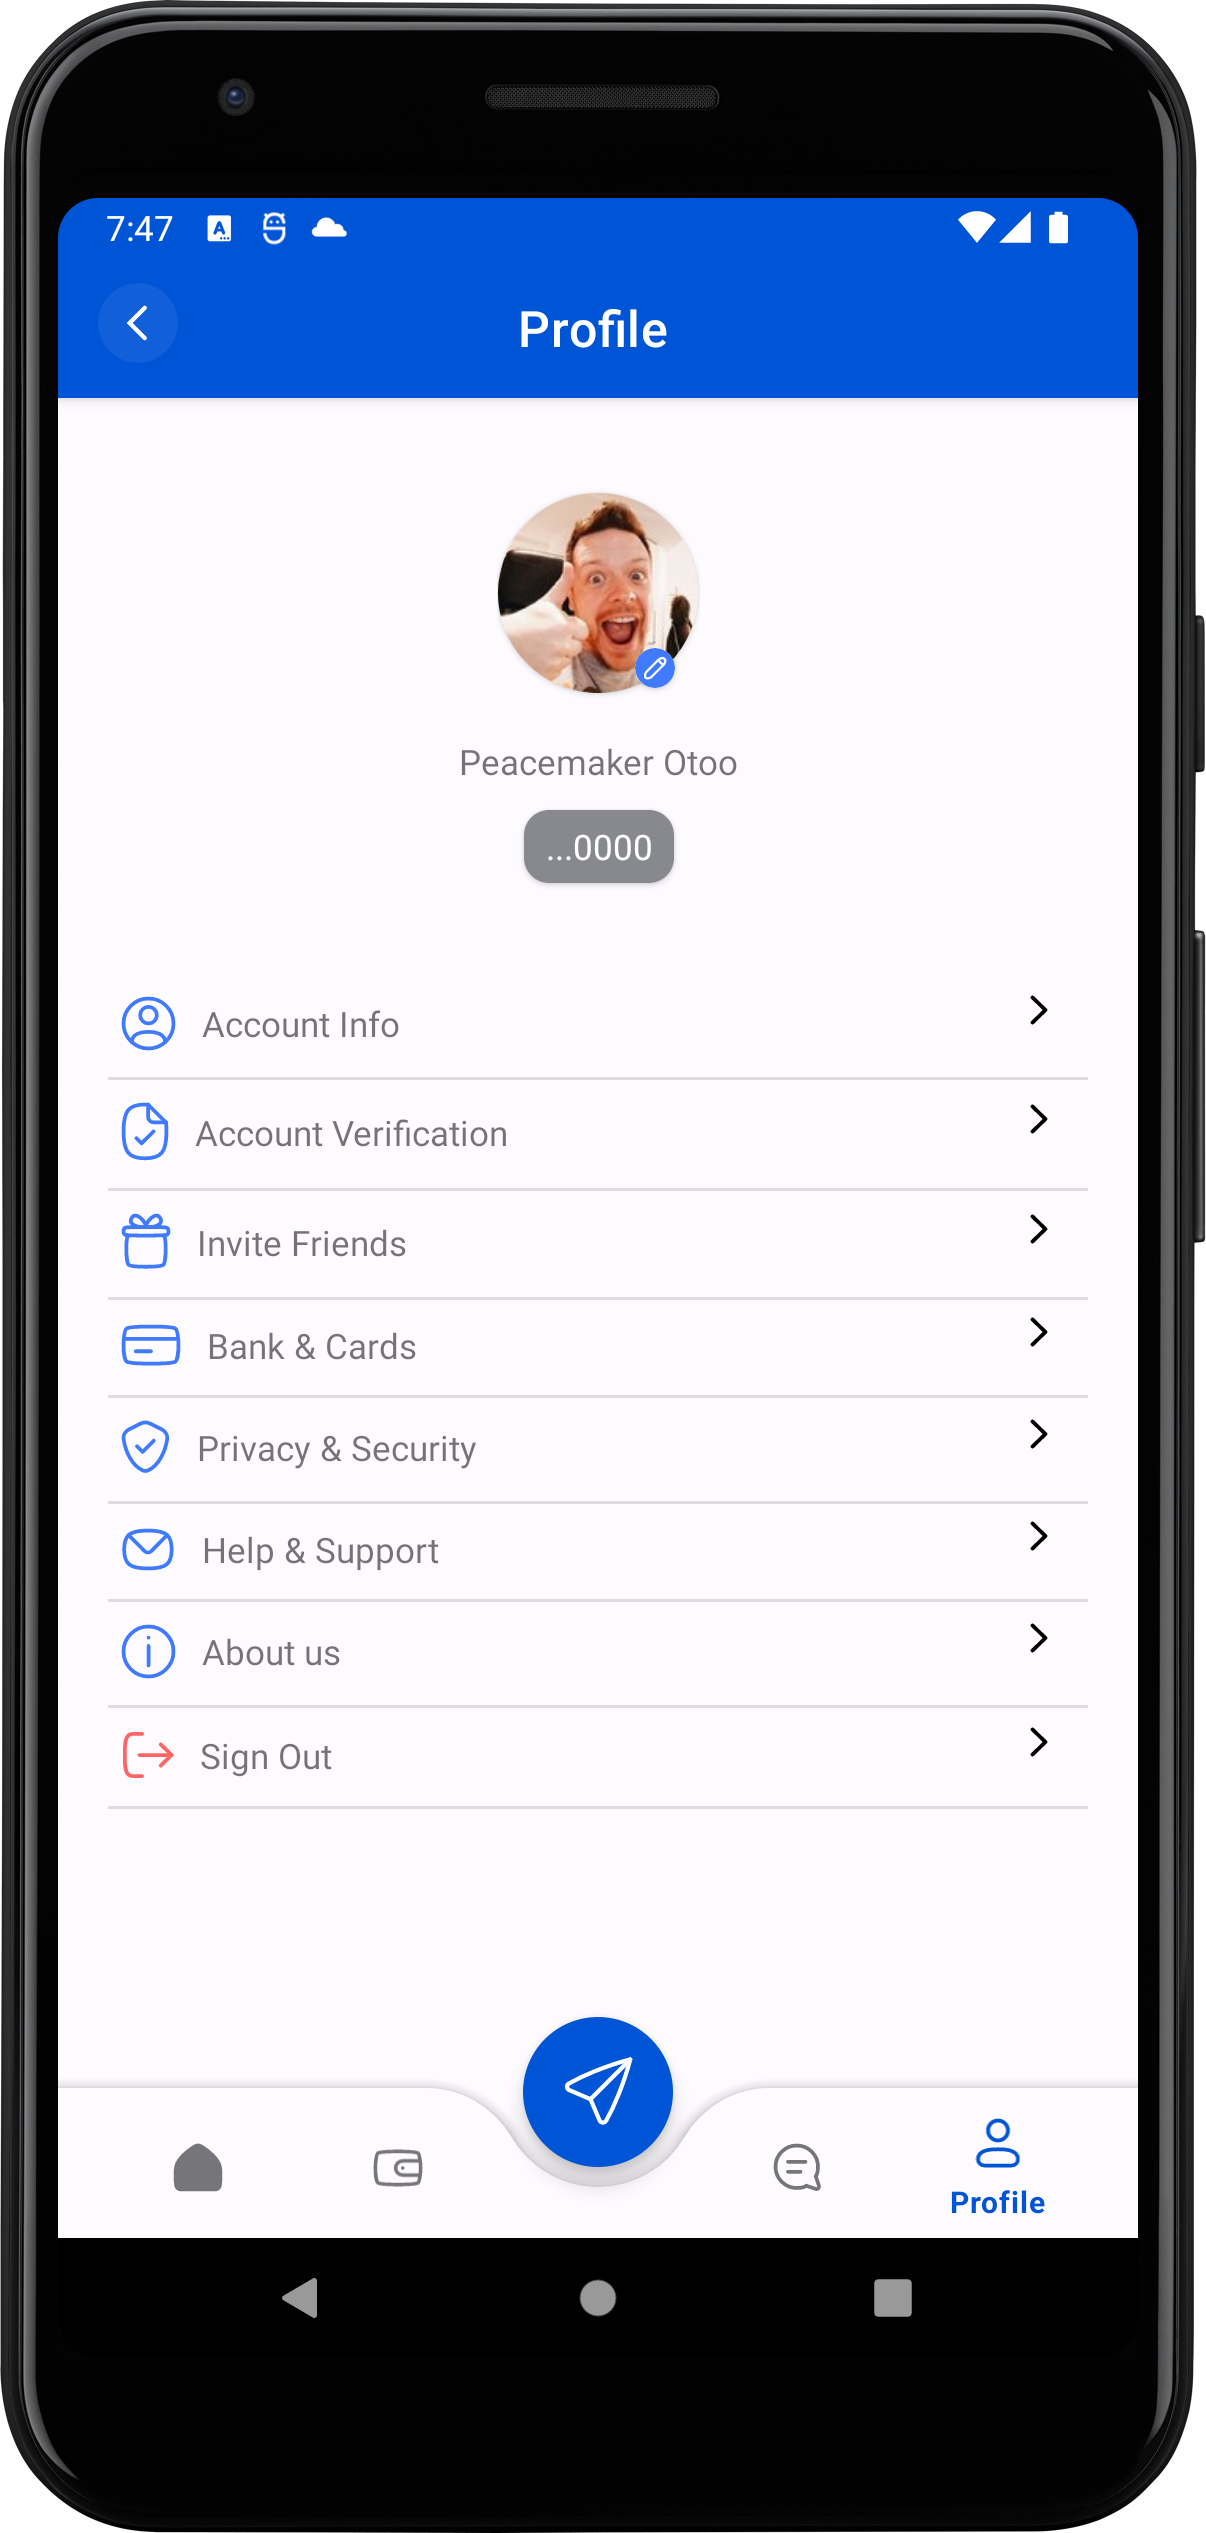 7:47
Profile
Peacemaker Otoo
...0000
Account Info
Account Verification
Invite Friends
Bank & Cards
Privacy & Security
Help & Support
About us
Sign Out
Profile